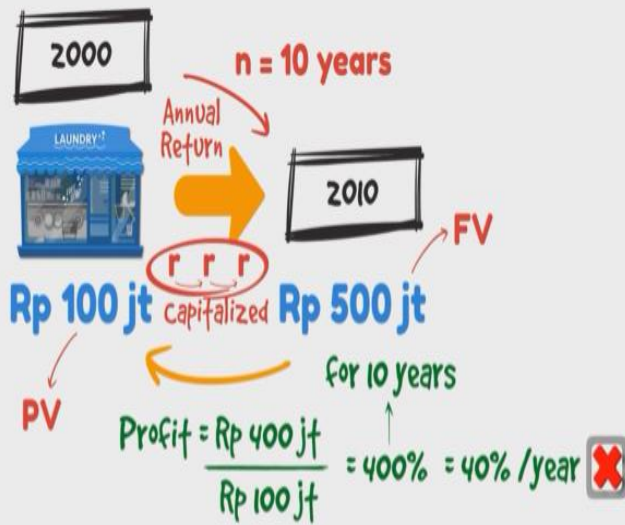 2000
n = 10 years
Annual
Return
LAUNDRY
2010
FV
r r r
Rp 100 jt
Capitalized
Rp 500 jt
for 10 years
PV
Profit = Rp 400 jt
Rp 100 jt
= 400% = 40% /year